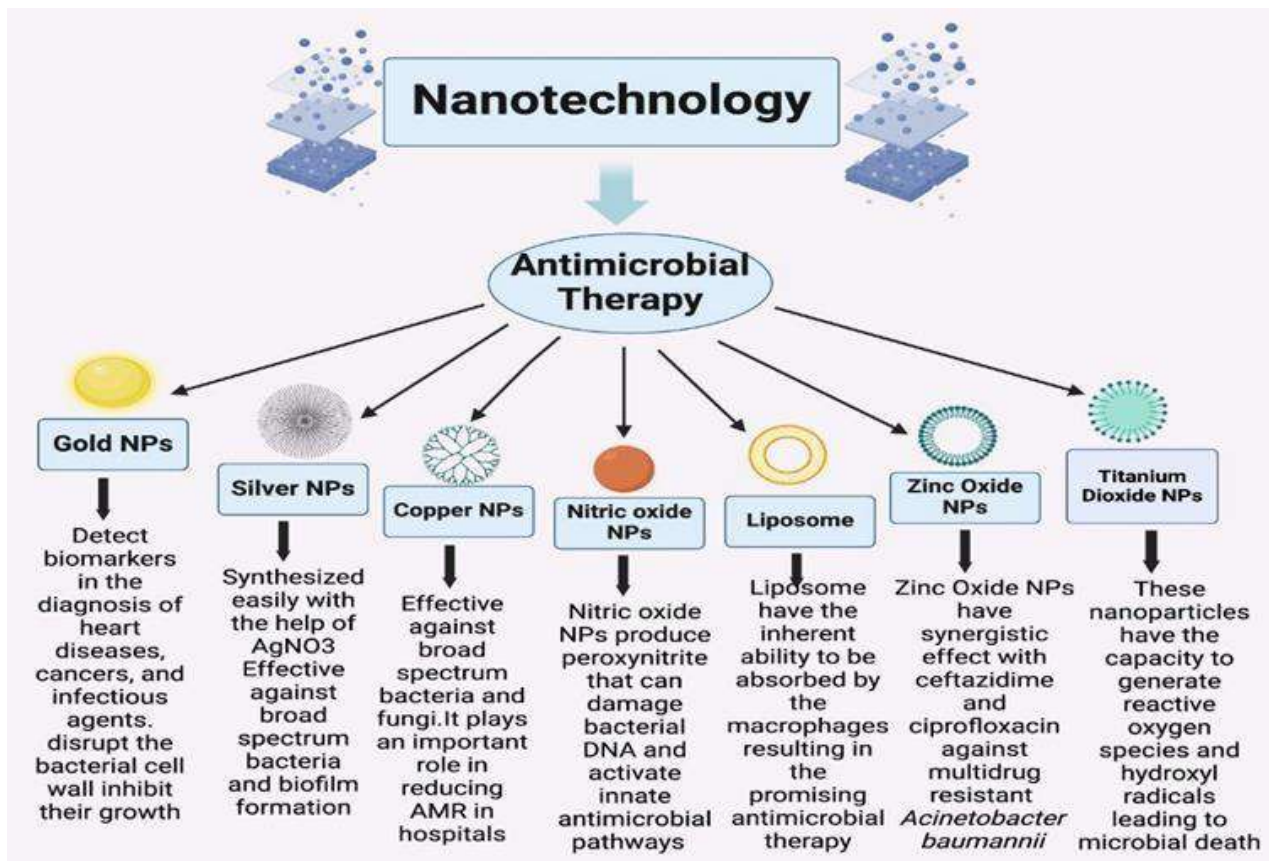 Nanotechnology
Antimicrobial
Therapy
Gold NPs
Detect
biomarkers
in the
diagnosis of
heart
diseases,
cancers, and
infectious
agents.
disrupt the
bacterial cell
wall inhibit
their growth
Silver NPs
Synthesized
easily with
the help of
AgNO3
Effective
against
broad
spectrum
bacteria
and biofilm
formation
Copper NPs
Effective
against
broad
spectrum
bacteria and
fungi.It plays
an important
role in
reducing
AMR in
hospitals
Nitric oxide
NPs
Nitric oxide
NPs produce
peroxynitrite
that can
damage
bacterial
DNA and
activate
innate
antimicrobial
pathways
Liposome
Liposome
have the
inherent
ability to be
absorbed by
the
macrophages
resulting in
the
promising
antimicrobial
therapy
Zinc Oxide
NPs
Zinc Oxide NPs
have
synergistic
effect with
ceftazidime
and
ciprofloxacin
against
multidrug
resistant
Acinetobacter
baumannii
Titanium
Dioxide NPs
These
nanoparticles
have the
capacity to
generate
reactive
oxygen
species and
hydroxyl
radicals
leading to
microbial death